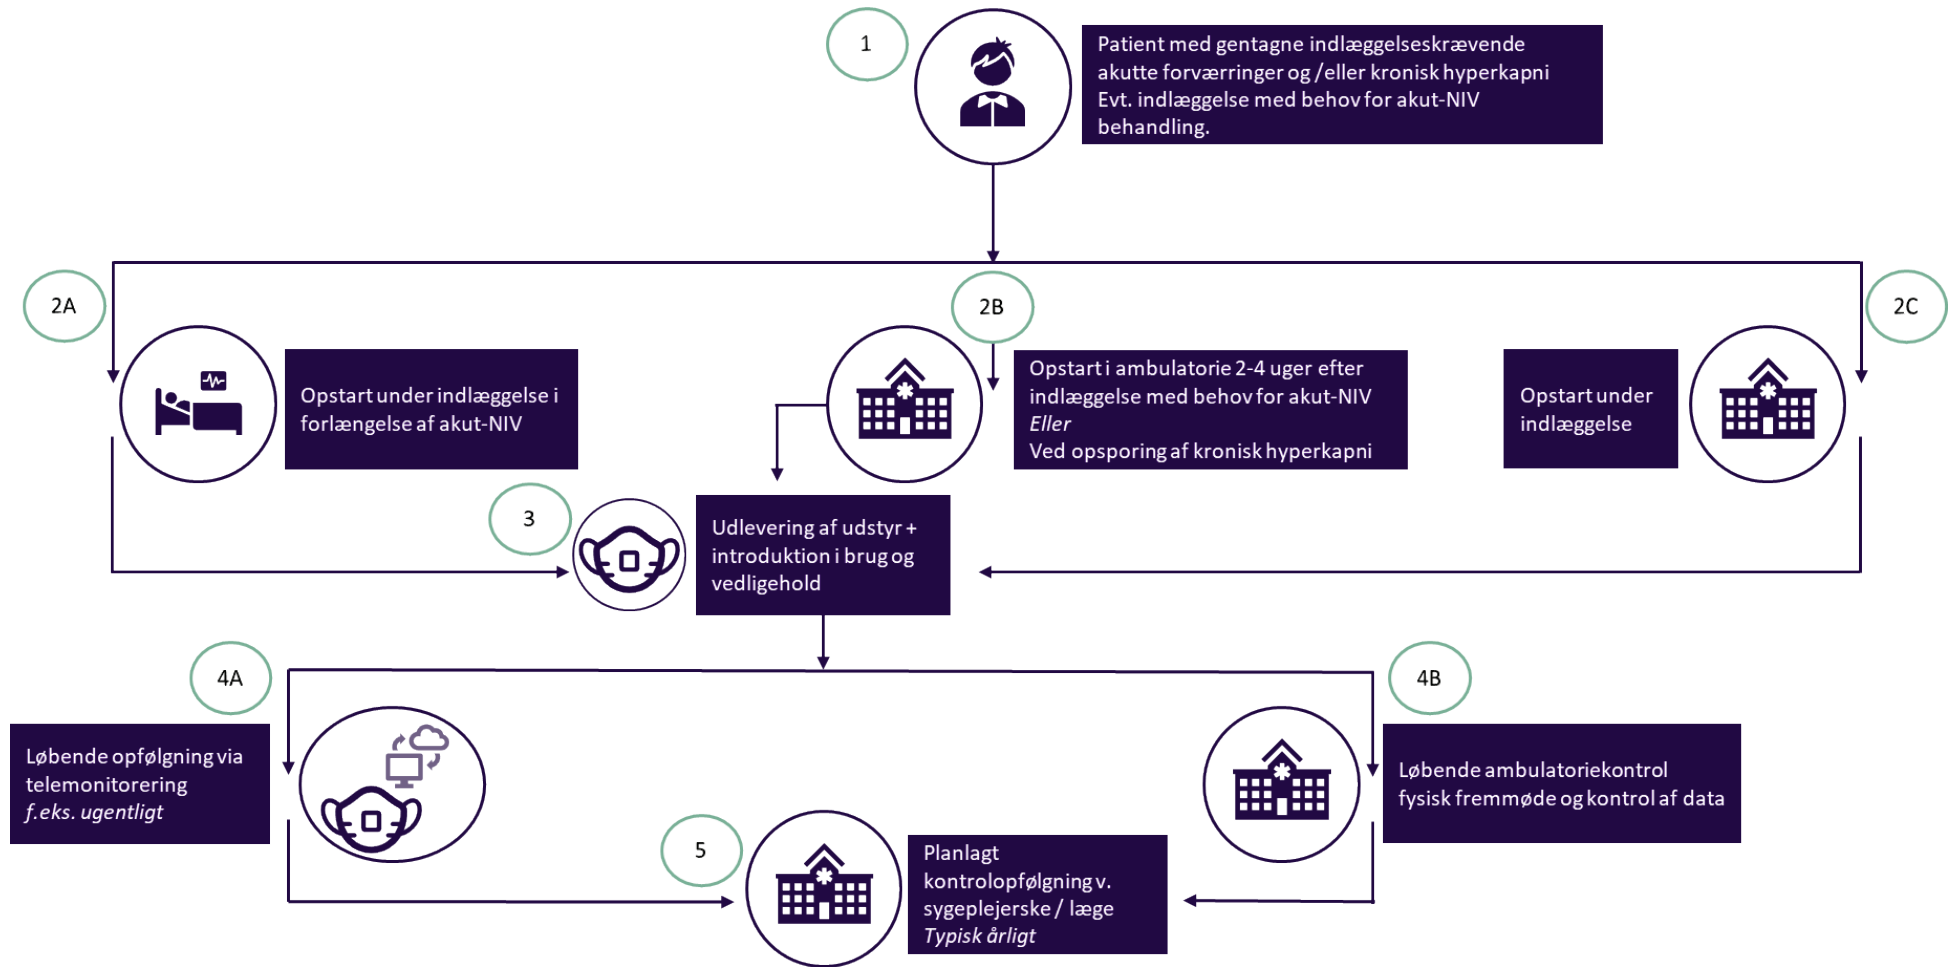 1
Patient med gentagne indlæggelseskrævende
akutte forværringer og /eller kronisk hyperkapni
Evt. indlæggelse med behov for akut-NIV
behandling.
2A
Opstart under indlæggelse i
forlængelse af akut-NIV
2B
Opstart i ambulatorie 2-4 uger efter
indlæggelse med behov for akut-NIV
Eller
Ved opsporing af kronisk hyperkapni
2C
Opstart under
indlæggelse
3
Udlevering af udstyr +
introduktion i brug og
vedligehold
4A
Løbende opfølgning via
telemonitorering
f.eks. ugentligt
4B
Løbende ambulatoriekontrol
fysisk fremmøde og kontrol af data
5
Planlagt
kontrolopfølgning v.
sygeplejerske / læge
Typisk årligt